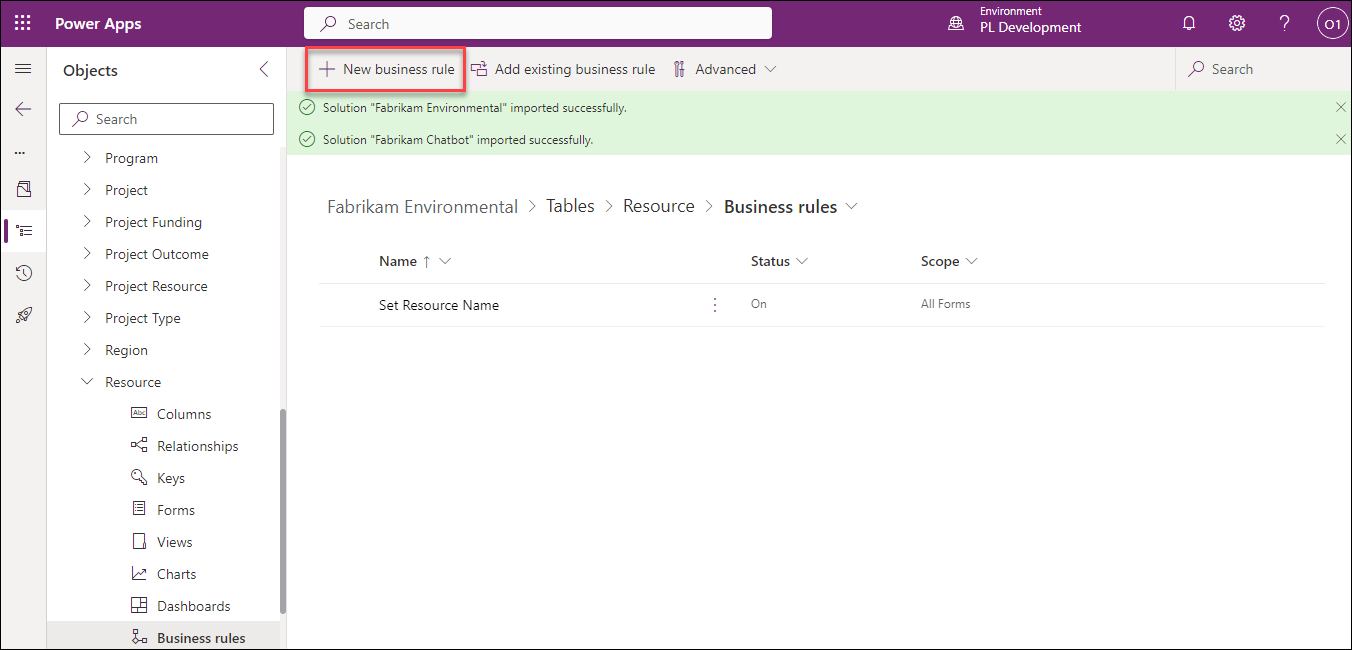 Power Apps
Search
Environment
PL Development
?
O1
Objects
New business rule
Add existing business rule
Advanced
Search
Solution "Fabrikam Environmental" imported successfully.
Solution "Fabrikam Chatbot" imported successfully.
Search
...
Program
Project
Project Funding
Project Outcome
Project Resource
Project Type
Region
Resource
Abc Columns
Relationships
Keys
Forms
Views
Charts
Dashboards
Business rules
Fabrikam Environmental > Tables > Resource > Business rules
Name ↑ Status Scope
Set Resource Name On All Forms